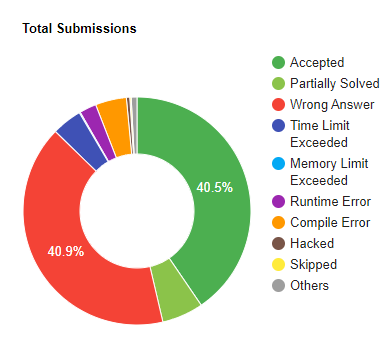 Total Submissions
Accepted
Partially Solved
Wrong Answer
Time Limit
Exceeded
Memory Limit
Exceeded
Runtime Error
Compile Error
Hacked
Skipped
Others
40.5%
40.9%